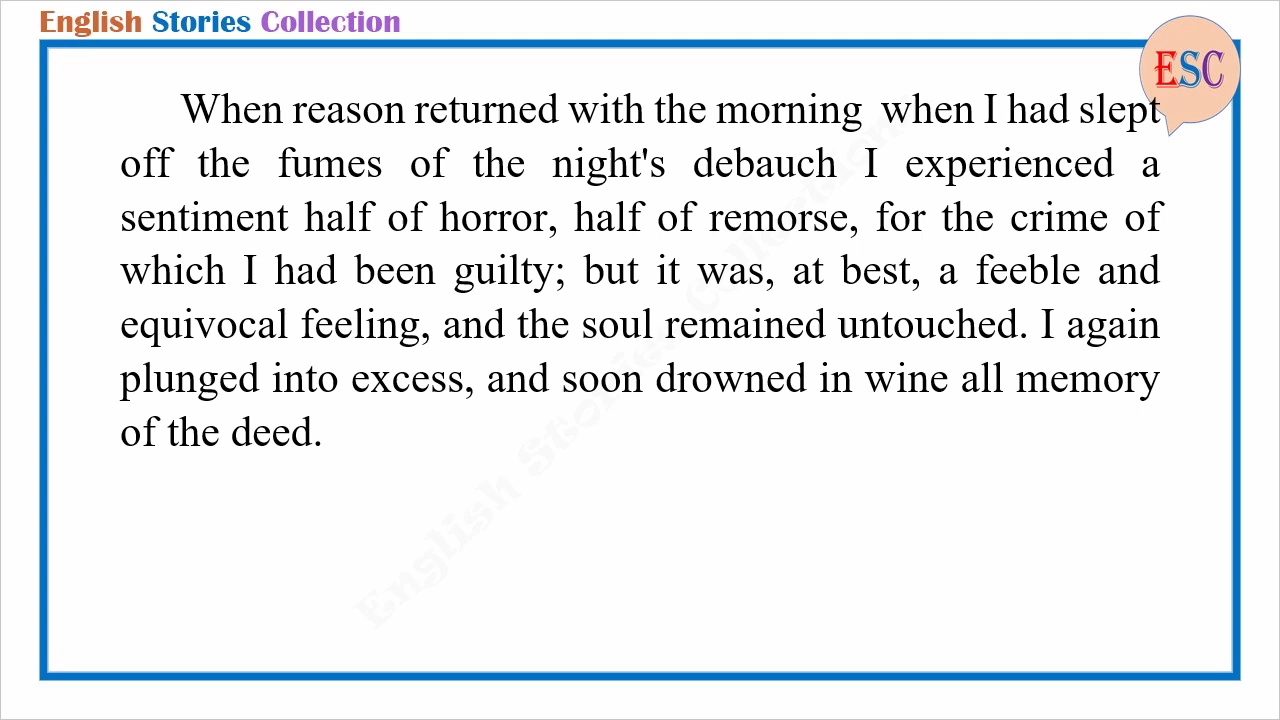 English Stories Collection
ESC
When reason returned with the morning  when I had slept
off the fumes of the night's debauch I experienced a
sentiment half of horror, half of remorse, for the crime of
which I had been guilty; but it was, at best, a feeble and
equivocal feeling, and the soul remained untouched. I again
plunged into excess, and soon drowned in wine all memory
of the deed.
English Stories Collection